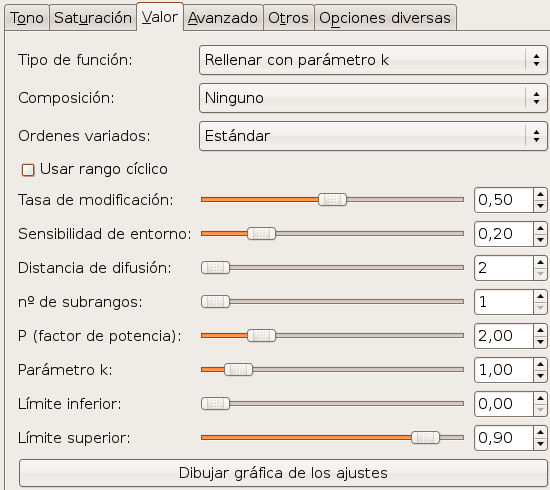 Tono Saturación Valor Avanzado Otros Opciones diversas
Tipo de función: Rellenar con parámetro k
Composición: Ninguno
Ordenes variados: Estándar
Usar rango cíclico
Tasa de modificación: 0,50
Sensibilidad de entorno: 0,20
Distancia de difusión: 2
nº de subrangos: 1
P (factor de potencia): 2,00
Parámetro k: 1,00
Límite inferior: 0,00
Límite superior: 0,90
Dibujar gráfica de los ajustes